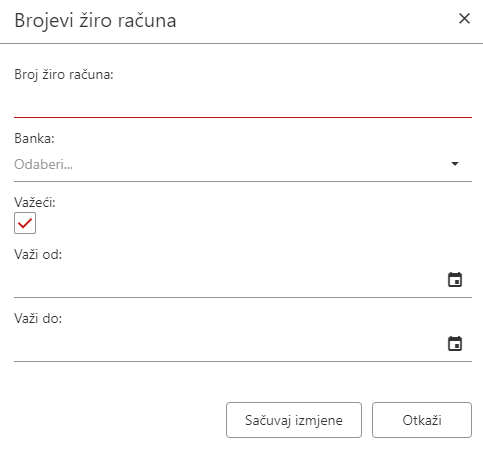 Brojevi žiro računa
Broj žiro računa:
Banka:
Odaberi...
Važeći:
Važi od:
Važi do:
Sačuvaj izmjene
Otkaži